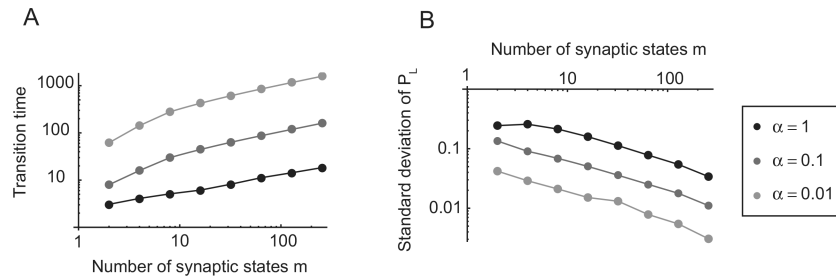 A
Transition time
1000
100
10
1
10
100
Number of synaptic states m
B
Number of synaptic states m
1
10
100
Standard deviation of P_L
0.1
0.01
α = 1
α = 0.1
α = 0.01